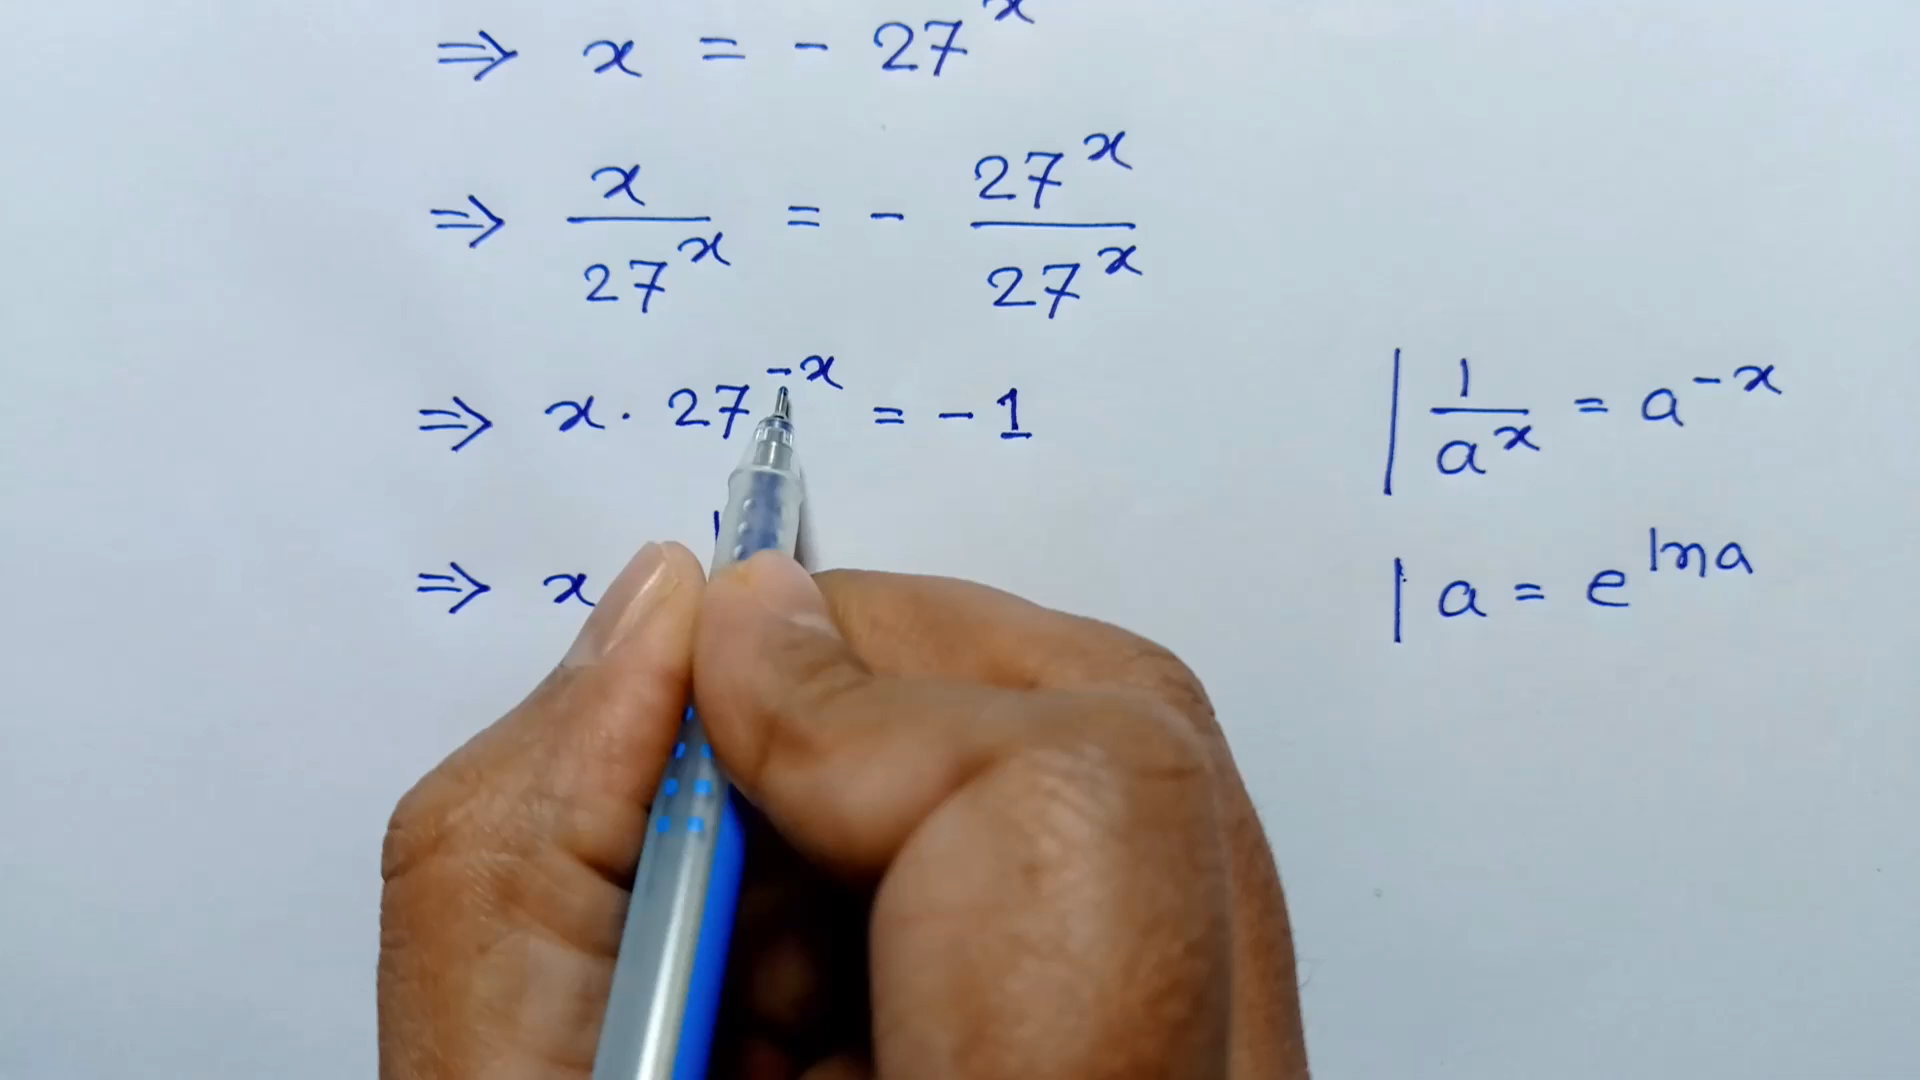 ⇒ x = - 27^x
⇒ x/27^x = - 27^x/27^x
⇒ x · 27^-x = - 1
| 1/a^x = a^-x
⇒ x
| a = e^ln a